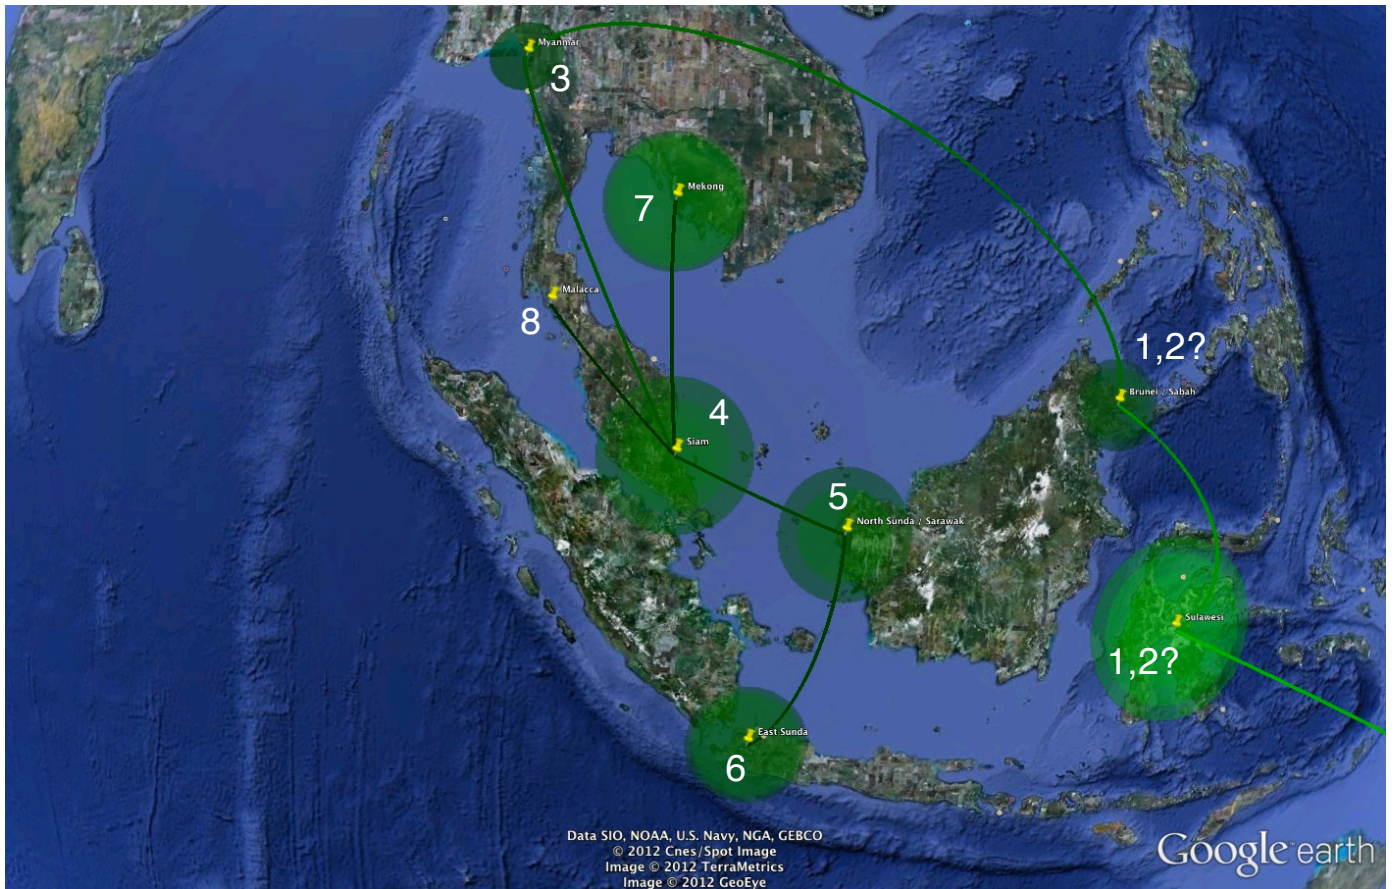 Myanmar
3
Mekong
7
Malacca
8
1,2?
Brunei / Sabah
4
Siam
5
North Sunda / Sarawak
Sulawesi
1,2?
East Sunda
6
Data SIO, NOAA, U.S. Navy, NGA, GEBCO
© 2012 Cnes/Spot Image
Image © 2012 TerraMetrics
Image © 2012 GeoEye
Google earth